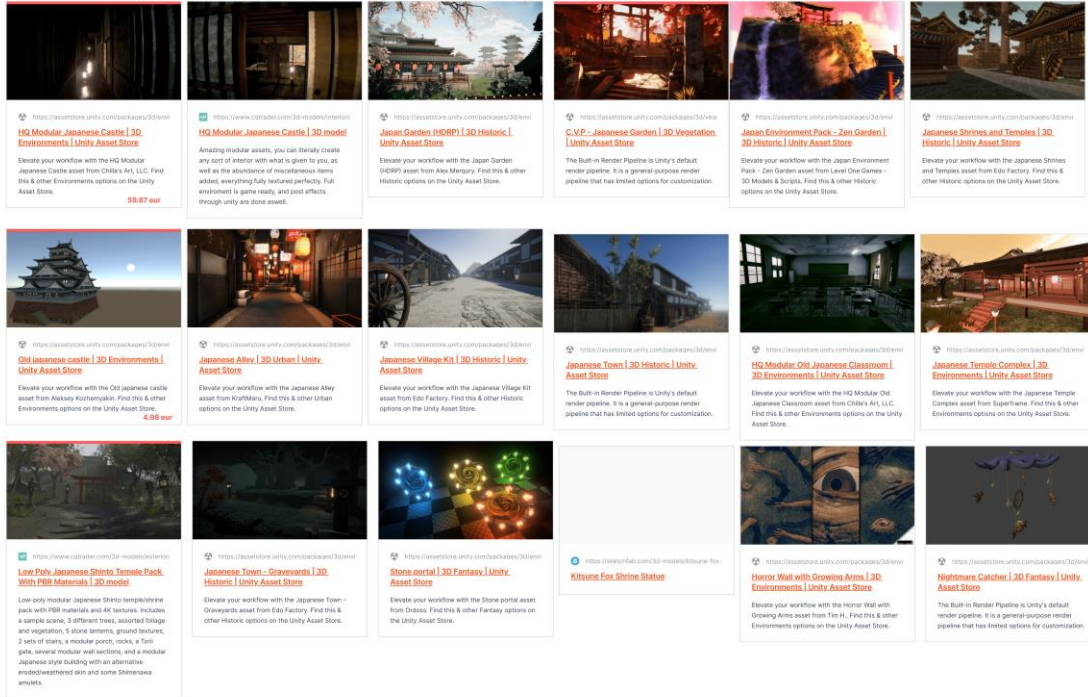 https://assetstore.unity.com/packages/3d/envi
HQ Modular Japanese Castle | 3D
Environments | Unity Asset Store
Elevate your workflow with the HQ Modular
Japanese Castle asset from Chilla's Art, LLC. Find
this & other Environments options on the Unity
Asset Store.
59.87 eur
https://www.cgtrader.com/3d-models/interior/i
HQ Modular Japanese Castle | 3D model
Amazing mudular assets, you can literally create
any sort of interior with what is given to you, as
well as the abundance of miscellaneous items
added, everything fully textured perfectly. Full
enviroment is game ready, and post effects
through unity are done aswell.
https://assetstore.unity.com/packages/3d/envi
Japan Garden (HDRP) | 3D Historic |
Unity Asset Store
Elevate your workflow with the Japan Garden
(HDRP) asset from Alex Merqury. Find this & other
Historic options on the Unity Asset Store.
https://assetstore.unity.com/packages/3d/vege
C.V.P - Japanese Garden | 3D Vegetation
| Unity Asset Store
The Built-in Render Pipeline is Unity's default
render pipeline. It is a general-purpose render
pipeline that has limited options for customization.
https://assetstore.unity.com/packages/3d/envi
Japan Environment Pack - Zen Garden |
3D Historic | Unity Asset Store
Elevate your workflow with the Japan Environment
Pack - Zen Garden asset from Level One Games -
3D Models & Scripts. Find this & other Historic
options on the Unity Asset Store.
https://assetstore.unity.com/packages/3d/envi
Japanese Shrines and Temples | 3D
Historic | Unity Asset Store
Elevate your workflow with the Japanese Shrines
and Temples asset from Edo Factory. Find this &
other Historic options on the Unity Asset Store.
https://assetstore.unity.com/packages/3d/envi
Old japanese castle | 3D Environments |
Unity Asset Store
Elevate your workflow with the Old japanese castle
asset from Aleksey Kozhemyakin. Find this & other
Environments options on the Unity Asset Store.
4.98 eur
https://assetstore.unity.com/packages/3d/envi
Japanese Alley | 3D Urban | Unity
Asset Store
Elevate your workflow with the Japanese Alley
asset from KraftMaru. Find this & other Urban
options on the Unity Asset Store.
https://assetstore.unity.com/packages/3d/envi
Japanese Village Kit | 3D Historic | Unity
Asset Store
Elevate your workflow with the Japanese Village Kit
asset from Edo Factory. Find this & other Historic
options on the Unity Asset Store.
https://assetstore.unity.com/packages/3d/envi
Japanese Town | 3D Historic | Unity
Asset Store
The Built-in Render Pipeline is Unity's default
render pipeline. It is a general-purpose render
pipeline that has limited options for customization.
https://assetstore.unity.com/packages/3d/envi
HQ Modular Old Japanese Classroom |
3D Environments | Unity Asset Store
Elevate your workflow with the HQ Modular Old
Japanese Classroom asset from Chilla's Art, LLC.
Find this & other Environments options on the Unity
Asset Store.
https://assetstore.unity.com/packages/3d/envi
Japanese Temple Complex | 3D
Environments | Unity Asset Store
Elevate your workflow with the Japanese Temple
Complex asset from Superframe. Find this & other
Environments options on the Unity Asset Store.
https://www.cgtrader.com/3d-models/exterior/
Low Poly Japanese Shinto Temple Pack
With PBR Materials | 3D model
Low-poly modular Japanese Shinto temple/shrine
pack with PBR materials and 4K textures. Includes
a sample scene, 3 different trees, assorted foliage
and vegetation, 5 stone lanterns, ground textures,
2 sets of stairs, a modular porch, rocks, a Torii
gate, several modular wall sections, and a modular
Japanese style building with an alternative
eroded/weathered skin and some Shimenawa
amulets.
https://assetstore.unity.com/packages/3d/envi
Japanese Town - Graveyards | 3D
Historic | Unity Asset Store
Elevate your workflow with the Japanese Town -
Graveyards asset from Edo Factory. Find this &
other Historic options on the Unity Asset Store.
https://assetstore.unity.com/packages/3d/envi
Stone portal | 3D Fantasy | Unity
Asset Store
Elevate your workflow with the Stone portal asset
from Ordoss. Find this & other Fantasy options on
the Unity Asset Store.
https://sketchfab.com/3d-models/kitsune-fox-
Kitsune Fox Shrine Statue
https://assetstore.unity.com/packages/3d/envi
Horror Wall with Growing Arms | 3D
Environments | Unity Asset Store
Elevate your workflow with the Horror Wall with
Growing Arms asset from Tim H.. Find this & other
Environments options on the Unity Asset Store.
https://assetstore.unity.com/packages/3d/envi
Nightmare Catcher | 3D Fantasy | Unity
Asset Store
The Built-in Render Pipeline is Unity's default
render pipeline. It is a general-purpose render
pipeline that has limited options for customization.